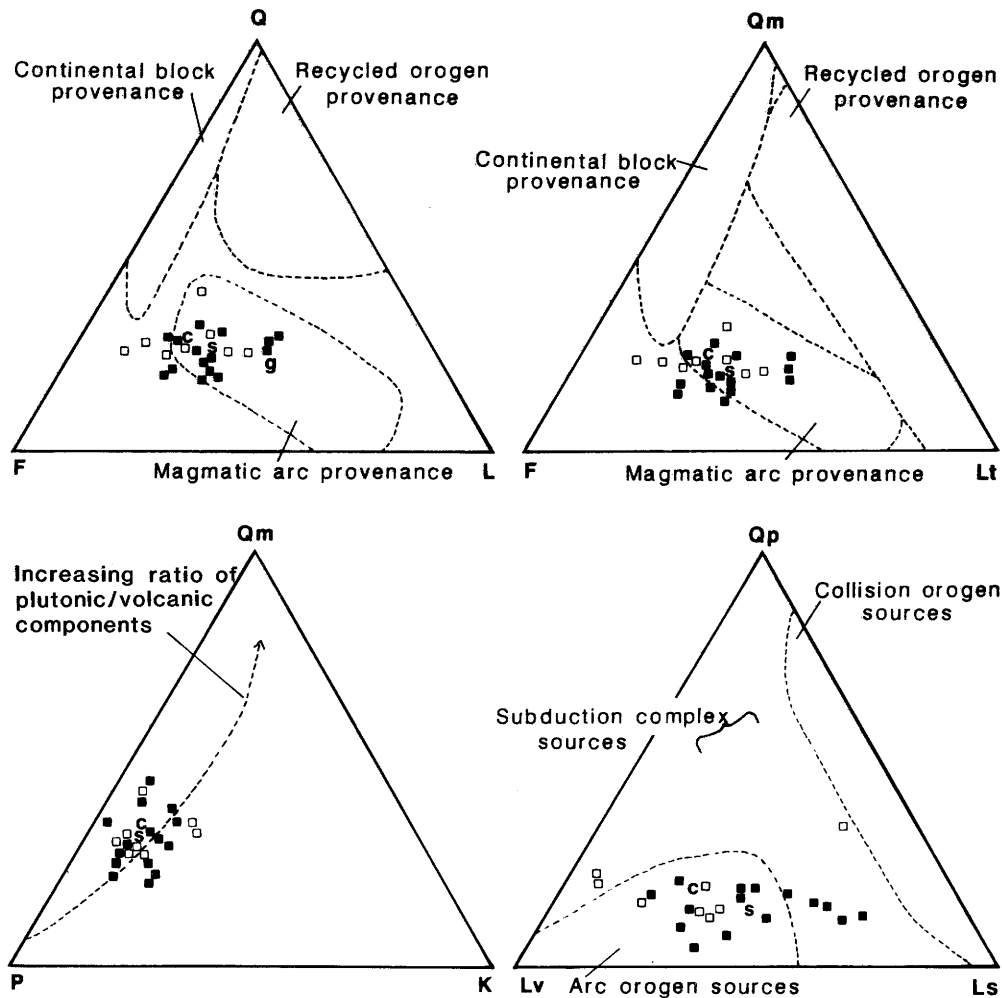 Q
Continental block
provenance
Recycled orogen
provenance
c
s
g
F
Magmatic arc provenance
L
Qm
Recycled orogen
provenance
Continental block
provenance
c
s
F
Magmatic arc provenance
Lt
Qm
Increasing ratio of
plutonic/volcanic
components
c
s
P
K
Qp
Collision orogen
sources
Subduction complex
sources
c
s
Lv
Arc orogen sources
Ls